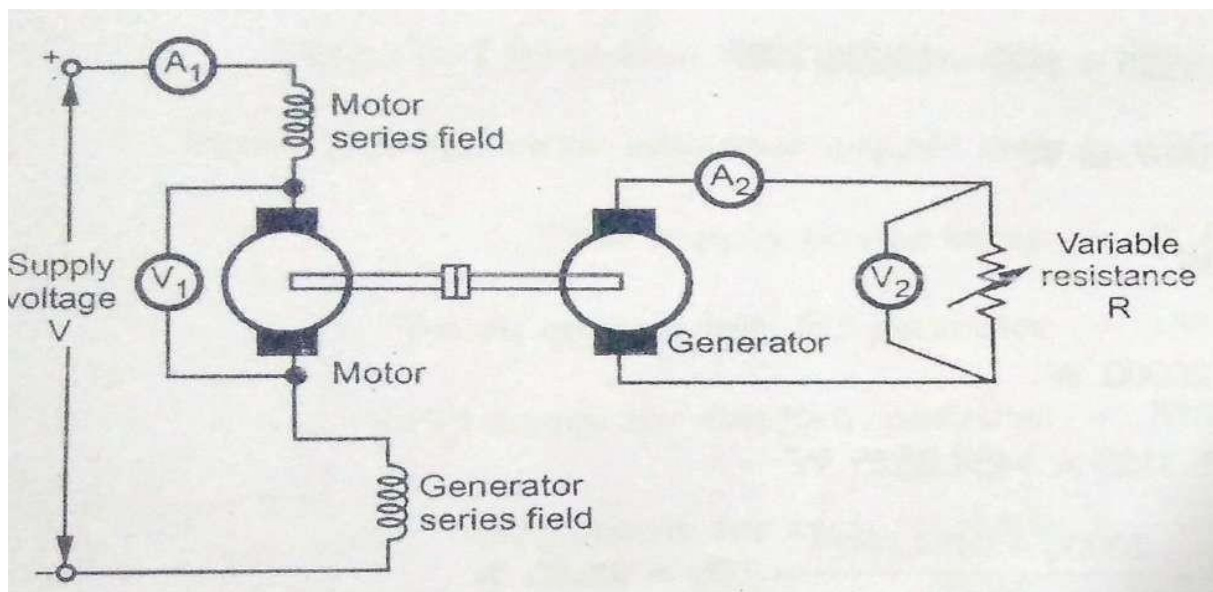 +
A1
Motor
series field
A2
Supply
voltage
V
V1
V2
Variable
resistance
R
Generator
Motor
Generator
series field